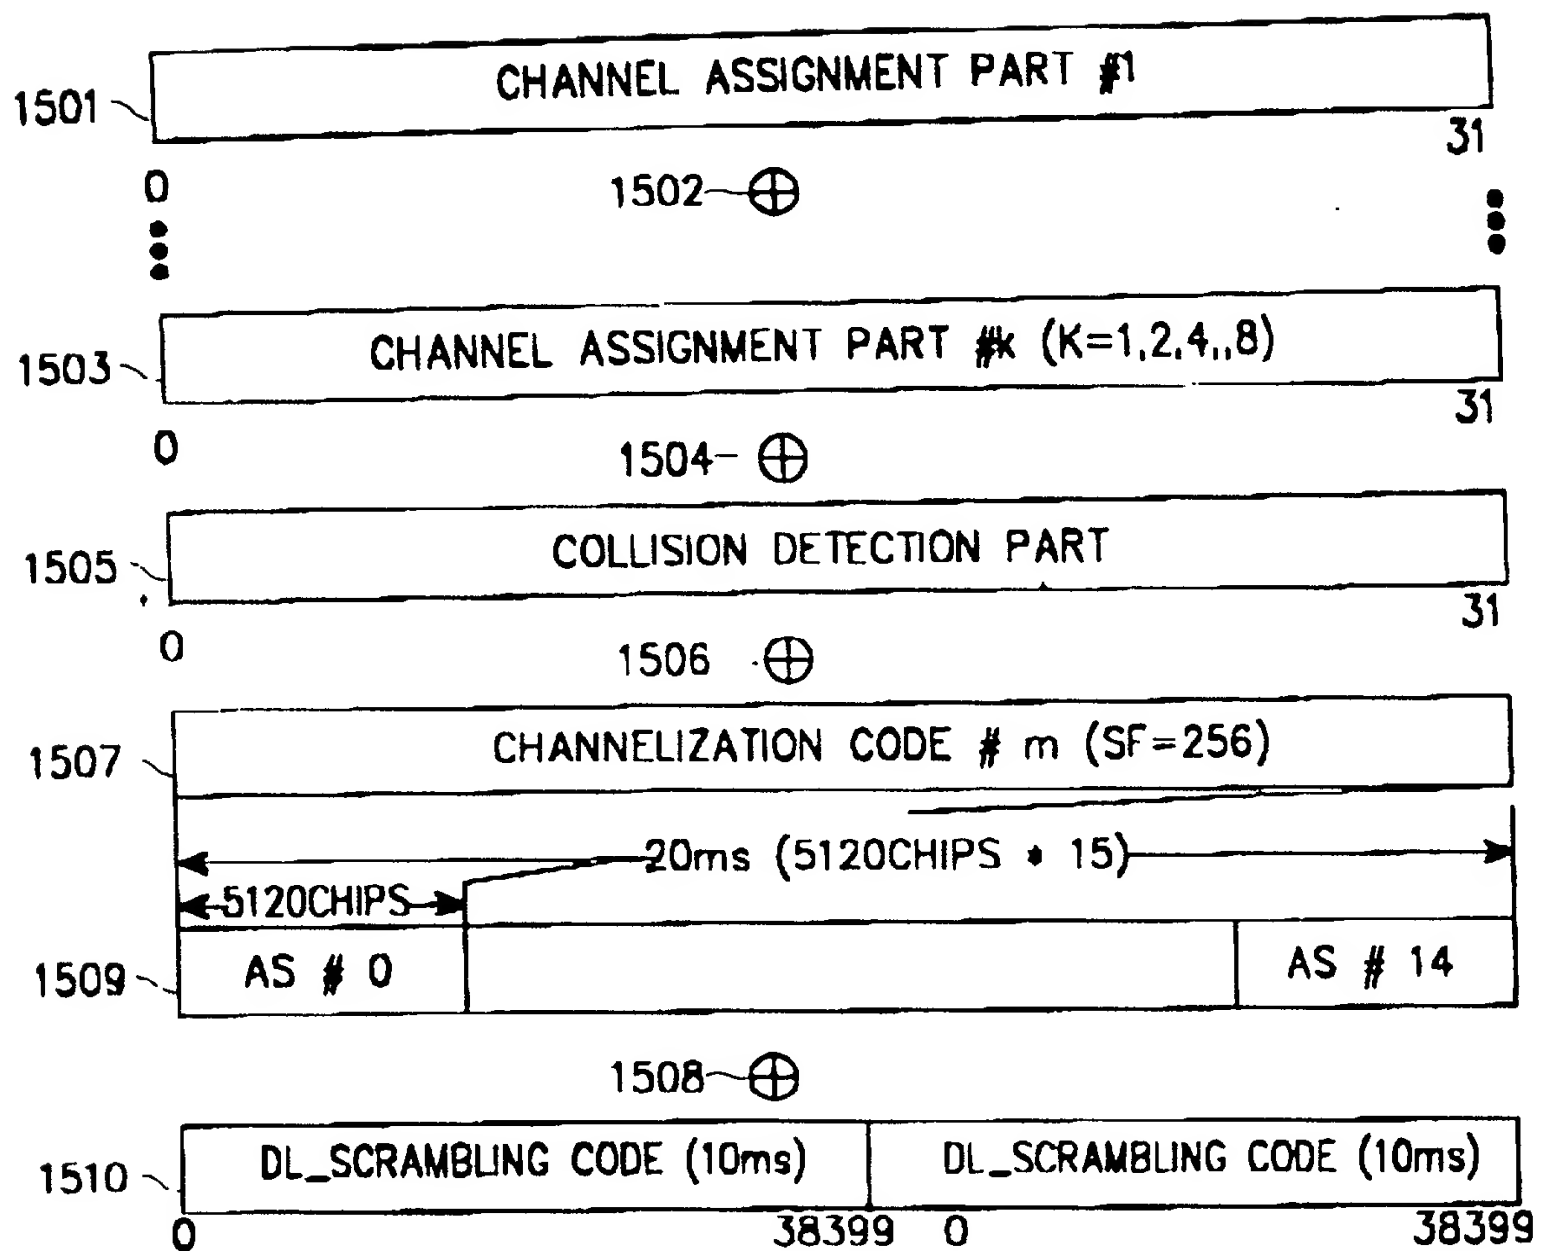 CHANNEL ASSIGNMENT PART #1
1501
31
0
1502
CHANNEL ASSIGNMENT PART #k (K=1,2,4,,8)
1503
31
0
1504
COLLISION DETECTION PART
1505
31
0
1506
CHANNELIZATION CODE # m (SF=256)
1507
20ms (5120CHIPS * 15)
5120CHIPS
AS # 0
AS # 14
1509
1508
DL_SCRAMBLING CODE (10ms)
DL_SCRAMBLING CODE (10ms)
1510
0
38399
0
38399